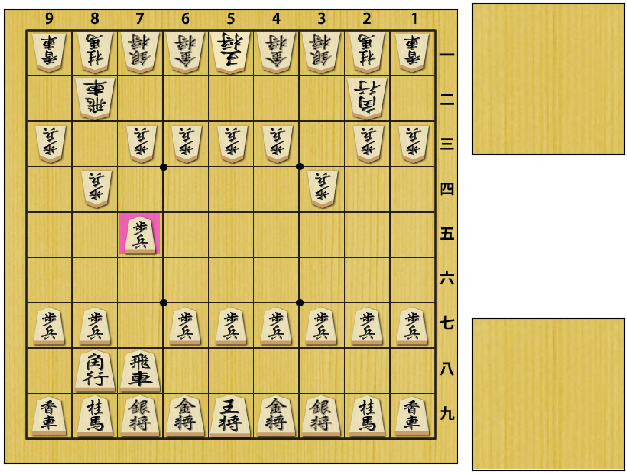 9 8 7 6 5 4 3 2 1
香車 桂馬 銀将 金将 王将 金将 銀将 桂馬 香車 一
飛車 角行 二
歩兵 歩兵 歩兵 歩兵 歩兵 歩兵 歩兵 三
歩兵 歩兵 四
歩兵 五
六
歩兵 歩兵 歩兵 歩兵 歩兵 歩兵 歩兵 歩兵 七
角行 飛車 八
香車 桂馬 銀将 金将 王将 金将 銀将 桂馬 香車 九